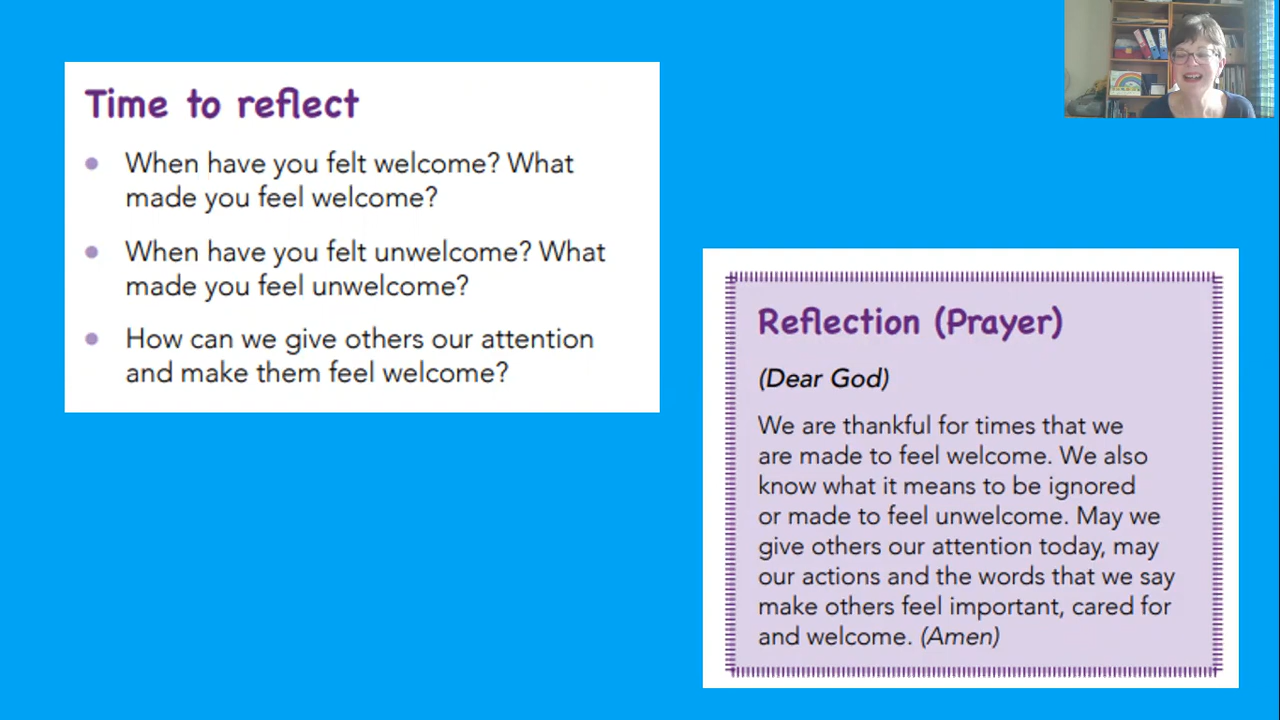 Time to reflect
When have you felt welcome? What
made you feel welcome?
When have you felt unwelcome? What
made you feel unwelcome?
How can we give others our attention
and make them feel welcome?
Reflection (Prayer)
(Dear God)
We are thankful for times that we
are made to feel welcome. We also
know what it means to be ignored
or made to feel unwelcome. May we
give others our attention today, may
our actions and the words that we say
make others feel important, cared for
and welcome. (Amen)